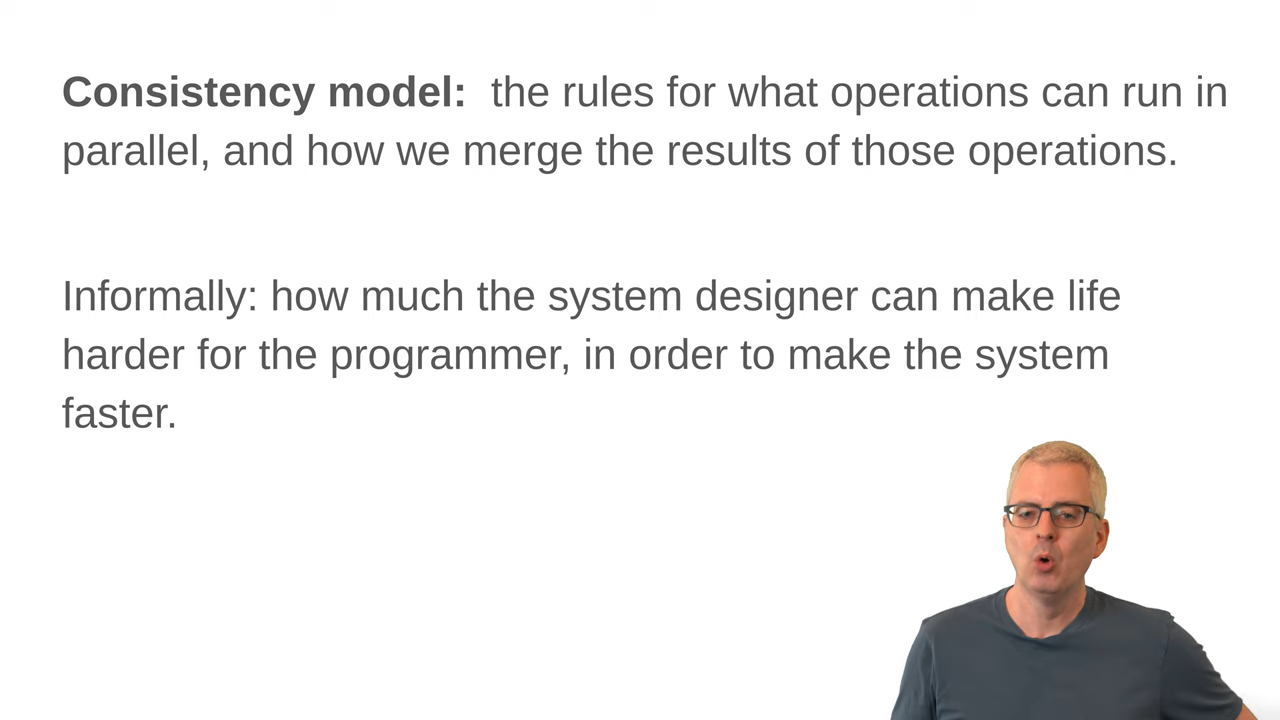 Consistency model: the rules for what operations can run in
parallel, and how we merge the results of those operations.
Informally: how much the system designer can make life
harder for the programmer, in order to make the system
faster.